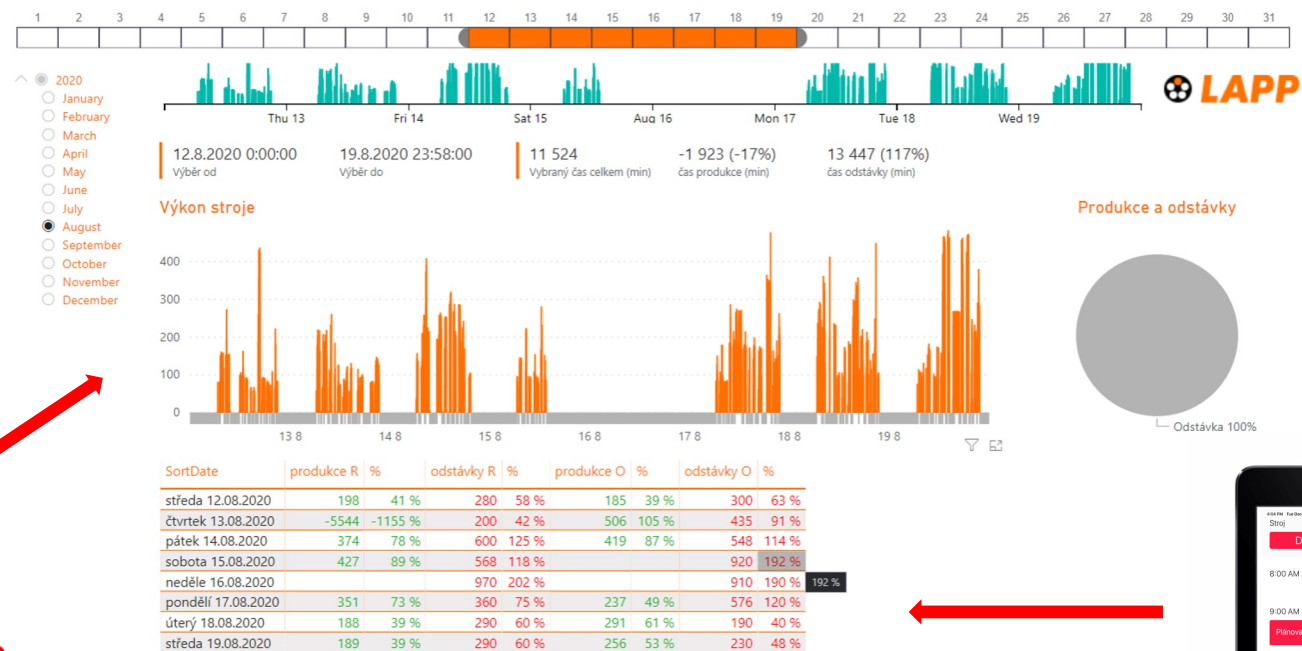 1 2 3 4 5 6 7 8 9 10 11 12 13 14 15 16 17 18 19 20 21 22 23 24 25 26 27 28 29 30 31
2020
January
February
March
April
May
June
July
August
September
October
November
December
Thu 13 Fri 14 Sat 15 Aug 16 Mon 17 Tue 18 Wed 19
LAPP
12.8.2020 0:00:00 19.8.2020 23:58:00 11 524 -1 923 (-17%) 13 447 (117%)
Výběr od Výběr do Vybraný čas celkem (min) čas produkce (min) čas odstávky (min)
Výkon stroje
400
300
200
100
0
13 8 14 8 15 8 16 8 17 8 18 8 19 8
Produkce a odstávky
Odstávka 100%
SortDate produkce R % odstávky R % produkce O % odstávky O %
středa 12.08.2020 198 41 % 280 58 % 185 39 % 300 63 %
čtvrtek 13.08.2020 -5544 -1155 % 200 42 % 506 105 % 435 91 %
pátek 14.08.2020 374 78 % 600 125 % 419 87 % 548 114 %
sobota 15.08.2020 427 89 % 568 118 % 920 192 %
neděle 16.08.2020 970 202 % 910 190 %
192 %
pondělí 17.08.2020 351 73 % 360 75 % 237 49 % 576 120 %
úterý 18.08.2020 188 39 % 290 60 % 291 61 % 190 40 %
středa 19.08.2020 189 39 % 290 60 % 256 53 % 230 48 %
4:04 PM Tue Dec
Stroj
D
8:00 AM
9:00 AM
Plánova